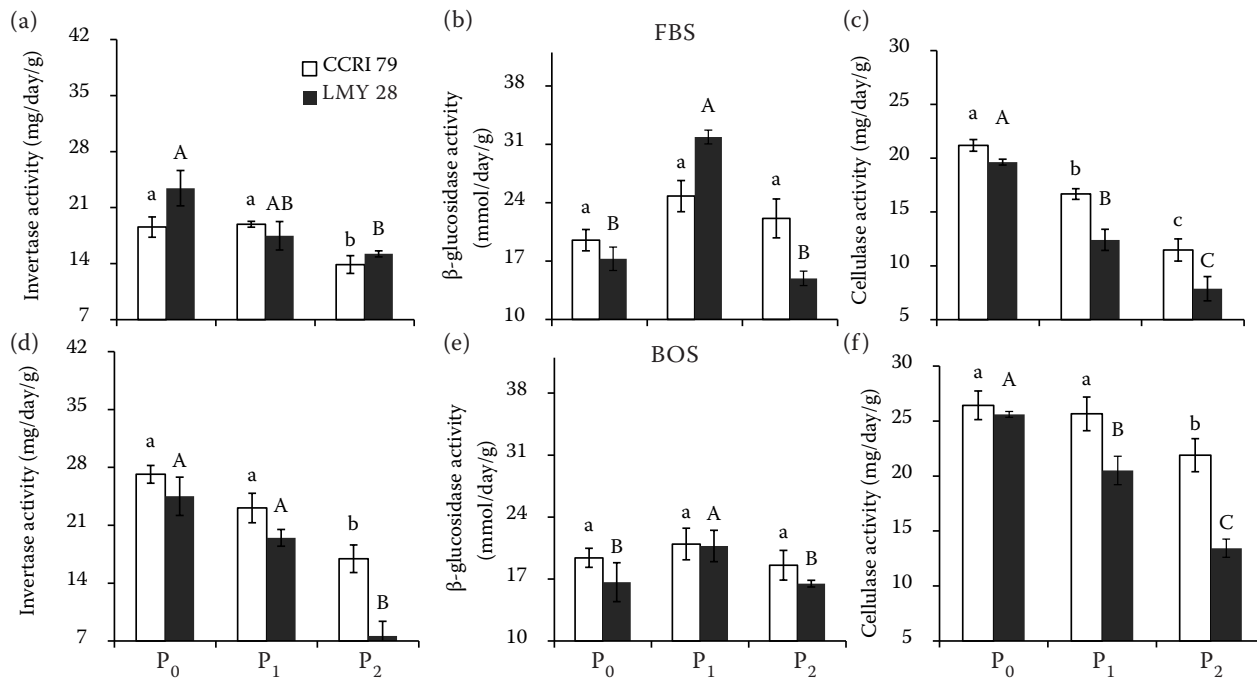 (a)
Invertase activity (mg/day/g)
42
35
28
21
14
7
CCRI 79
LMY 28
a
A
a
AB
b
B
(b)
FBS
β-glucosidase activity
(mmol/day/g)
38
31
24
17
10
a
B
a
A
a
B
(c)
Cellulase activity (mg/day/g)
30
25
20
15
10
5
a
A
b
B
c
C
(d)
Invertase activity (mg/day/g)
42
35
28
21
14
7
a
A
a
A
b
B
P₀
P₁
P₂
(e)
BOS
β-glucosidase activity
(mmol/day/g)
38
31
24
17
10
a
B
a
A
a
B
P₀
P₁
P₂
(f)
Cellulase activity (mg/day/g)
30
25
20
15
10
5
a
A
a
B
b
C
P₀
P₁
P₂